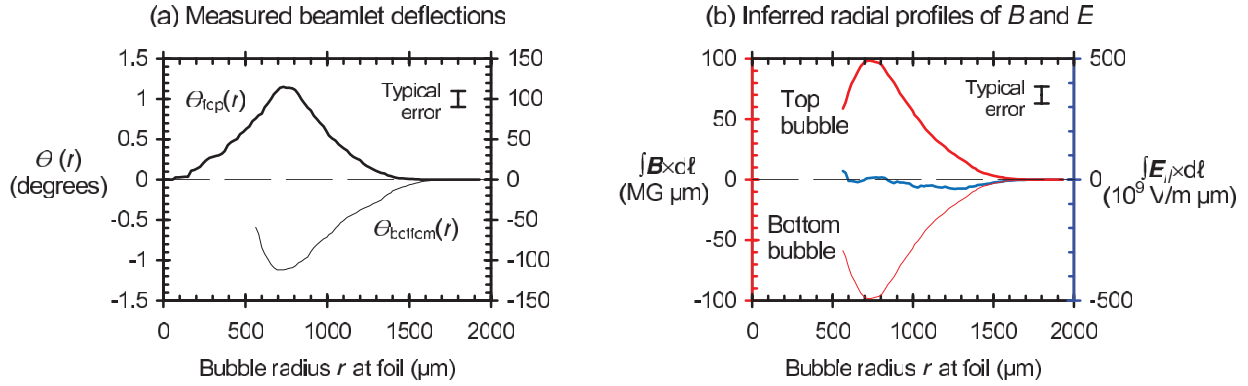 (a) Measured beamlet deflections
1.5
1
0.5
0
-0.5
-1
-1.5
150
100
50
0
-50
-100
-150
Θtop(r)
Typical
error
Θ (r)
(degrees)
Θbottom(r)
0 500 1000 1500 2000
Bubble radius r at foil (µm)
(b) Inferred radial profiles of B and E
100
50
0
-50
-100
500
0
-500
Top
bubble
Typical
error
∫B×dℓ
(MG µm)
∫E//×dℓ
(10⁹ V/m µm)
Bottom
bubble
0 500 1000 1500 2000
Bubble radius r at foil (µm)